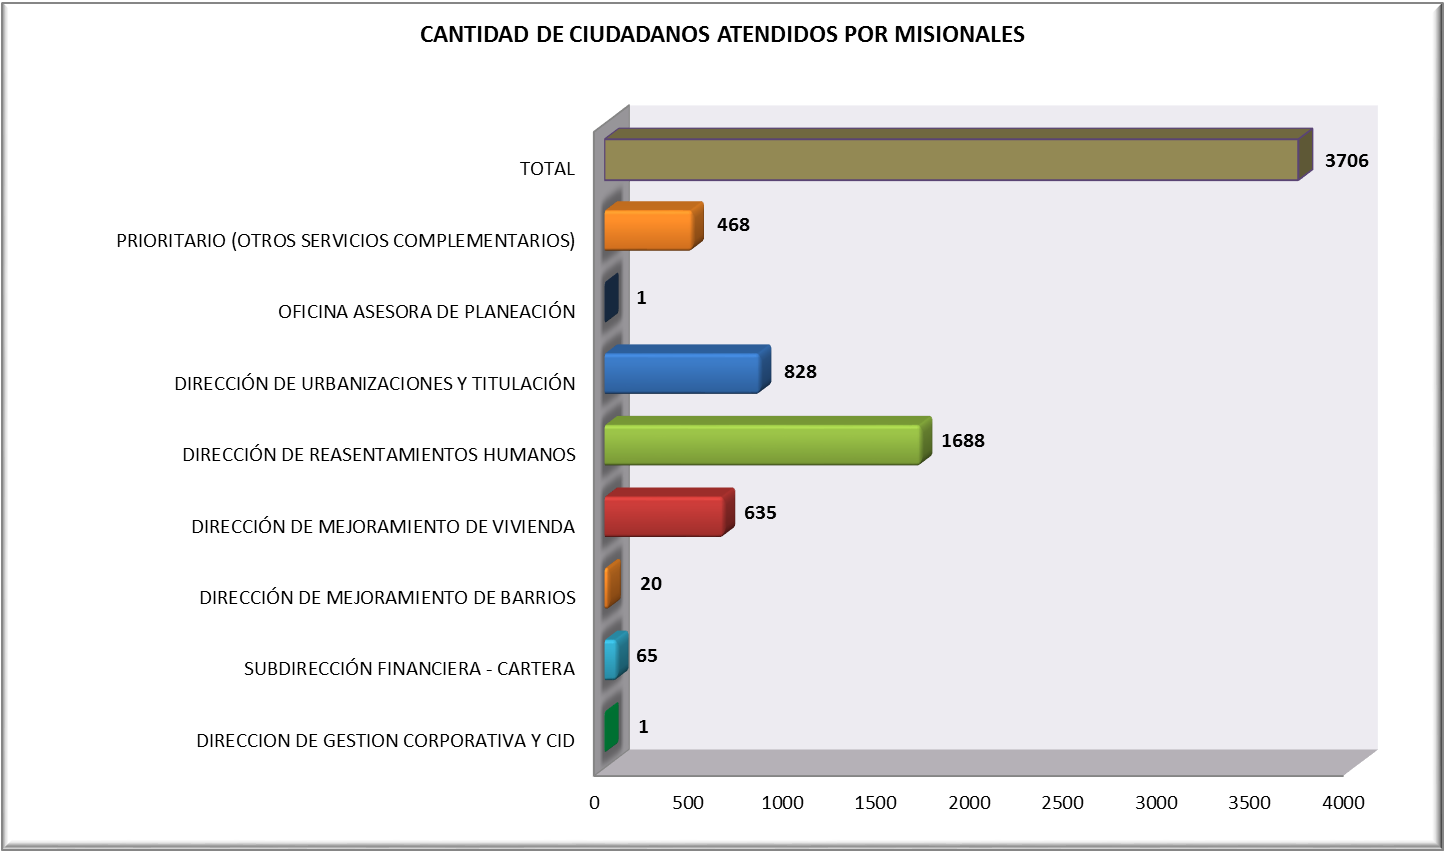 CANTIDAD DE CIUDADANOS ATENDIDOS POR MISIONALES
TOTAL
3706
PRIORITARIO (OTROS SERVICIOS COMPLEMENTARIOS)
468
OFICINA ASESORA DE PLANEACIÓN
1
DIRECCIÓN DE URBANIZACIONES Y TITULACIÓN
828
DIRECCIÓN DE REASENTAMIENTOS HUMANOS
1688
DIRECCIÓN DE MEJORAMIENTO DE VIVIENDA
635
DIRECCIÓN DE MEJORAMIENTO DE BARRIOS
20
SUBDIRECCIÓN FINANCIERA - CARTERA
65
DIRECCION DE GESTION CORPORATIVA Y CID
1
0 500 1000 1500 2000 2500 3000 3500 4000